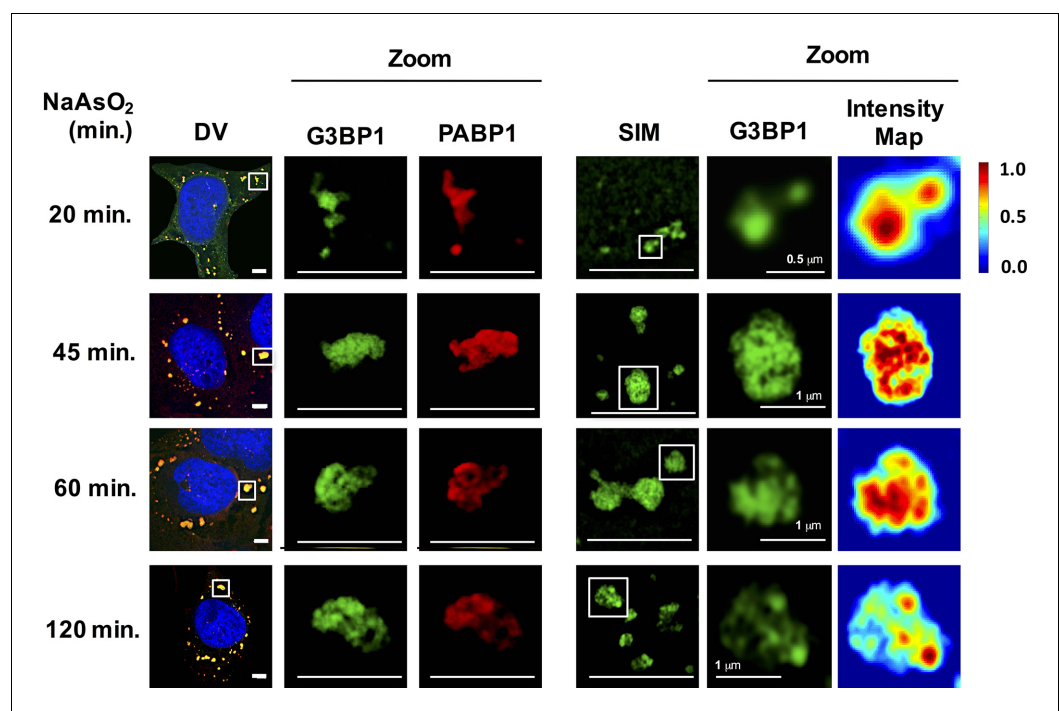 Zoom
Zoom
NaAsO₂
(min.)
DV
G3BP1
PABP1
SIM
G3BP1
Intensity
Map
20 min.
0.5 μm
1.0
0.5
0.0
45 min.
1 μm
60 min.
1 μm
120 min.
1 μm